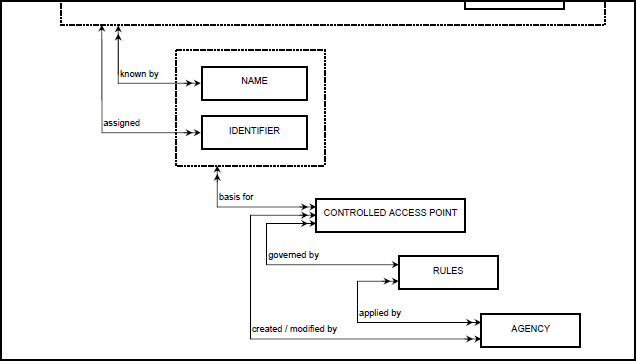 known by
NAME
assigned
IDENTIFIER
basis for
CONTROLLED ACCESS POINT
governed by
RULES
applied by
created / modified by
AGENCY